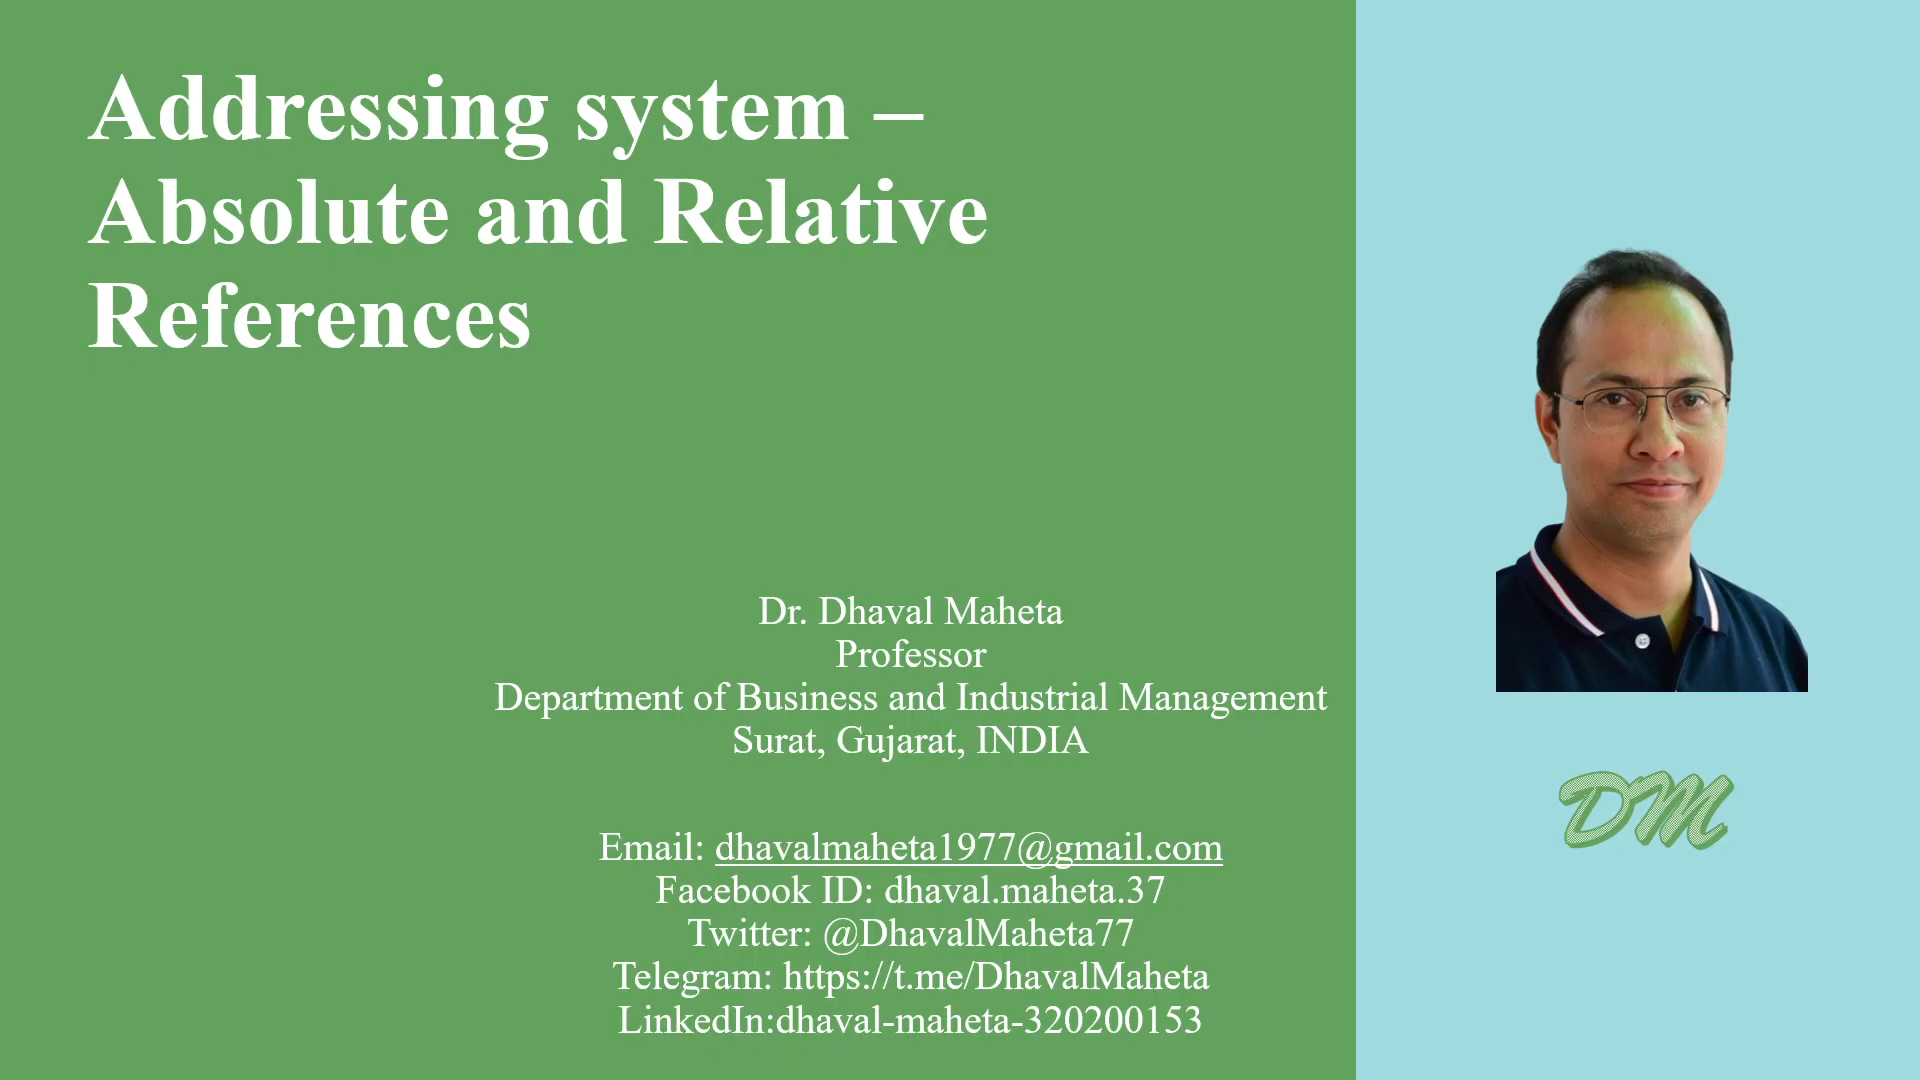 Addressing system –
Absolute and Relative
References
Dr. Dhaval Maheta
Professor
Department of Business and Industrial Management
Surat, Gujarat, INDIA
Email: dhavalmaheta1977@gmail.com
Facebook ID: dhaval.maheta.37
Twitter: @DhavalMaheta77
Telegram: https://t.me/DhavalMaheta
LinkedIn:dhaval-maheta-320200153
DM